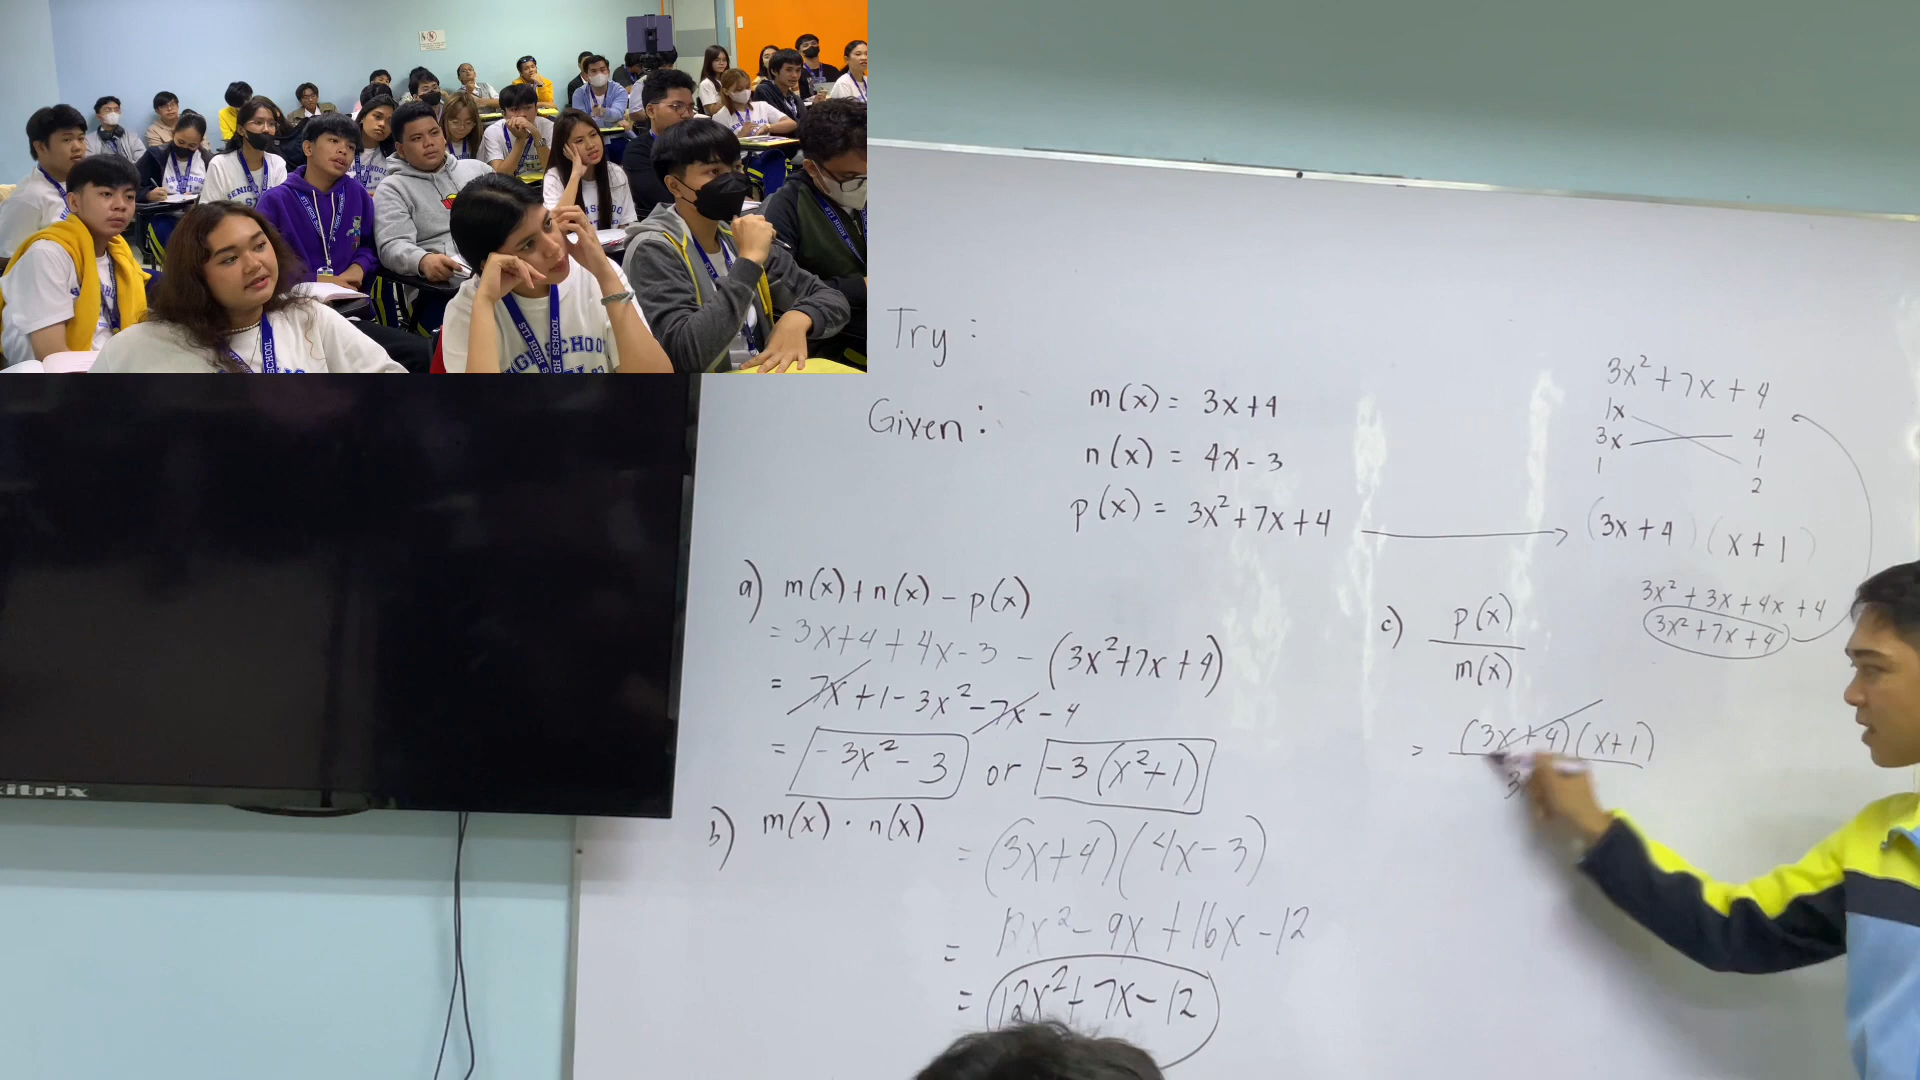 Try :
Given :
m(x) = 3x+4
n(x) = 4x-3
p(x) = 3x²+7x+4
3x²+7x+4
1x
3x 4
1 1
2
(3x+4)(x+1)
3x²+3x+4x+4
3x²+7x+4
a) m(x)+n(x)-p(x)
= 3x+4+4x-3-(3x²+7x+4)
= 7x+1-3x²-7x-4
= -3x²-3 or -3(x²+1)
b) m(x)·n(x)
= (3x+4)(4x-3)
= 12x²-9x+16x-12
= 12x²+7x-12
c) p(x)
m(x)
= (3x+4)(x+1)
3
STI HIGH SCHOOL